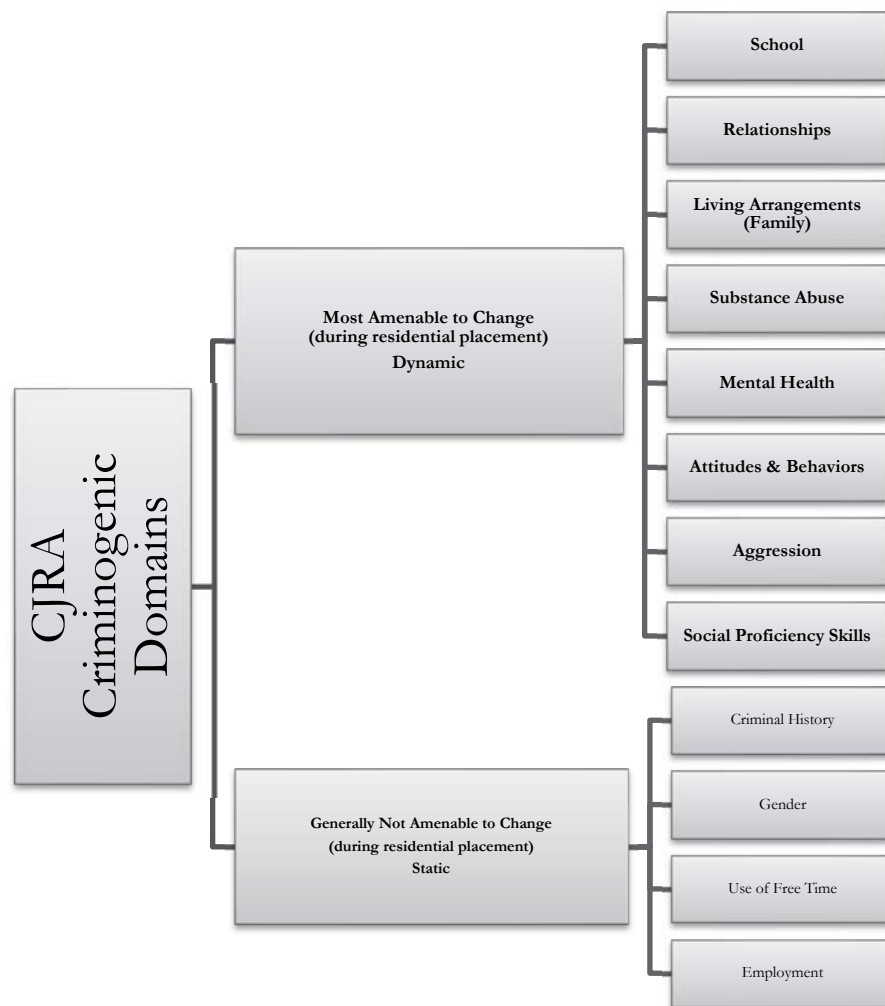 CJRA
Criminogenic
Domains
Most Amenable to Change
(during residential placement)
Dynamic
School
Relationships
Living Arrangements
(Family)
Substance Abuse
Mental Health
Attitudes & Behaviors
Aggression
Social Proficiency Skills
Generally Not Amenable to Change
(during residential placement)
Static
Criminal History
Gender
Use of Free Time
Employment